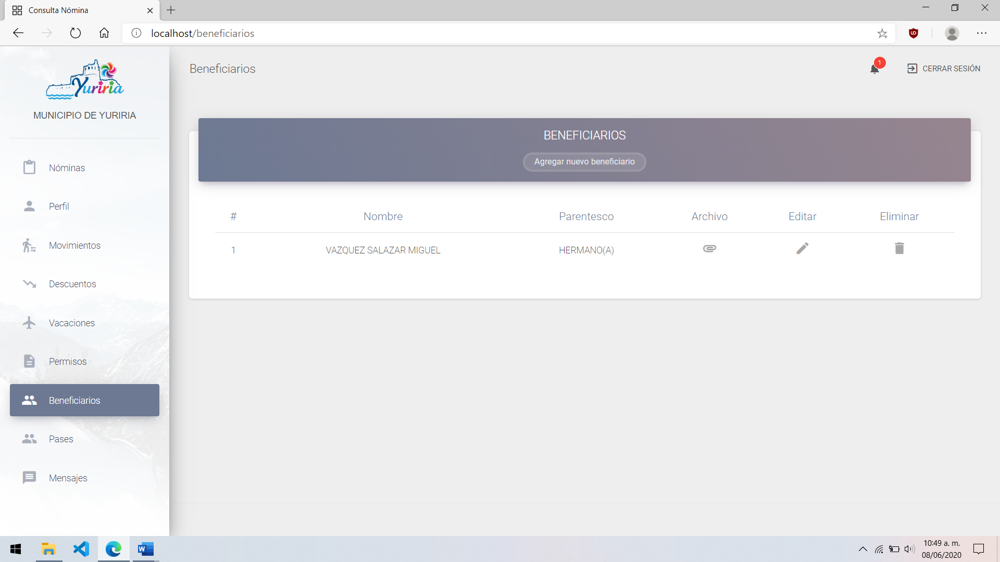 Consulta Nómina
localhost/beneficiarios
Yuriria
MUNICIPIO DE YURIRIA
Nóminas
Perfil
Movimientos
Descuentos
Vacaciones
Permisos
Beneficiarios
Pases
Mensajes
Beneficiarios
1
CERRAR SESIÓN
BENEFICIARIOS
Agregar nuevo beneficiario
# Nombre Parentesco Archivo Editar Eliminar
1 VAZQUEZ SALAZAR MIGUEL HERMANO(A)
10:49 a. m.
08/06/2020